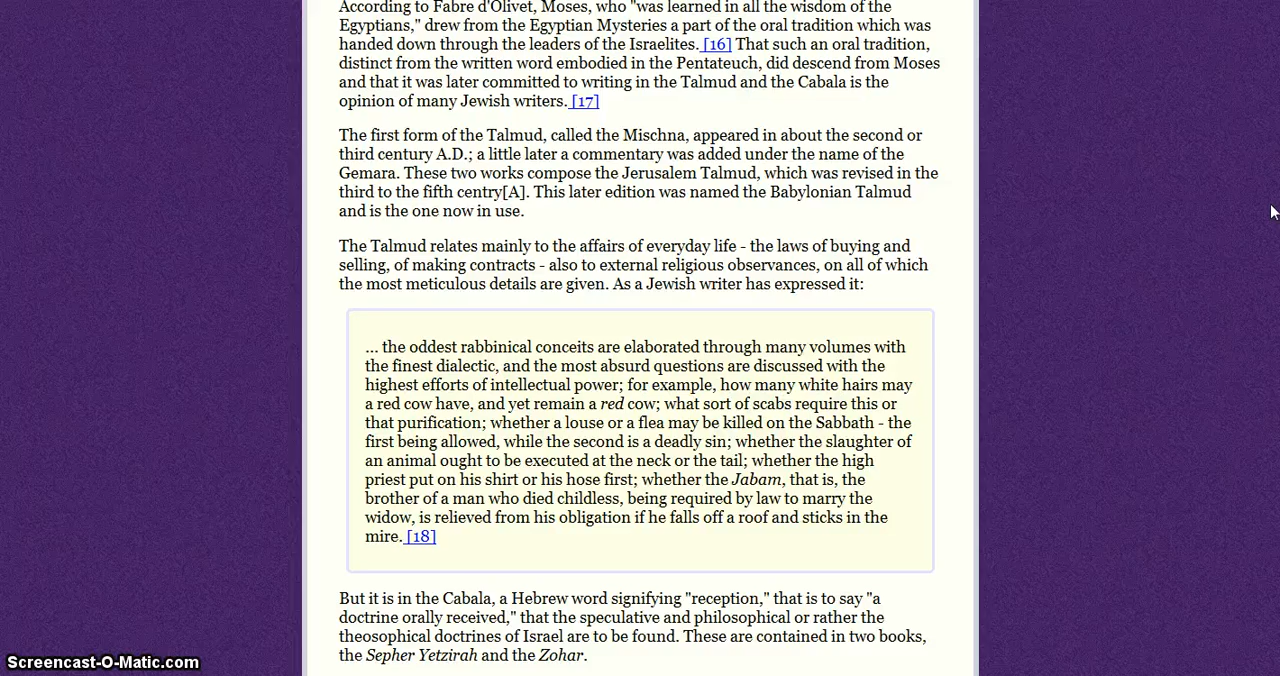 According to Fabre d'Olivet, Moses, who "was learned in all the wisdom of the
Egyptians," drew from the Egyptian Mysteries a part of the oral tradition which was
handed down through the leaders of the Israelites. [16] That such an oral tradition,
distinct from the written word embodied in the Pentateuch, did descend from Moses
and that it was later committed to writing in the Talmud and the Cabala is the
opinion of many Jewish writers. [17]
The first form of the Talmud, called the Mischna, appeared in about the second or
third century A.D.; a little later a commentary was added under the name of the
Gemara. These two works compose the Jerusalem Talmud, which was revised in the
third to the fifth centry[A]. This later edition was named the Babylonian Talmud
and is the one now in use.
The Talmud relates mainly to the affairs of everyday life - the laws of buying and
selling, of making contracts - also to external religious observances, on all of which
the most meticulous details are given. As a Jewish writer has expressed it:
... the oddest rabbinical conceits are elaborated through many volumes with
the finest dialectic, and the most absurd questions are discussed with the
highest efforts of intellectual power; for example, how many white hairs may
a red cow have, and yet remain a red cow; what sort of scabs require this or
that purification; whether a louse or a flea may be killed on the Sabbath - the
first being allowed, while the second is a deadly sin; whether the slaughter of
an animal ought to be executed at the neck or the tail; whether the high
priest put on his shirt or his hose first; whether the Jabam, that is, the
brother of a man who died childless, being required by law to marry the
widow, is relieved from his obligation if he falls off a roof and sticks in the
mire. [18]
But it is in the Cabala, a Hebrew word signifying "reception," that is to say "a
doctrine orally received," that the speculative and philosophical or rather the
theosophical doctrines of Israel are to be found. These are contained in two books,
the Sepher Yetzirah and the Zohar.
Screencast-O-Matic.com